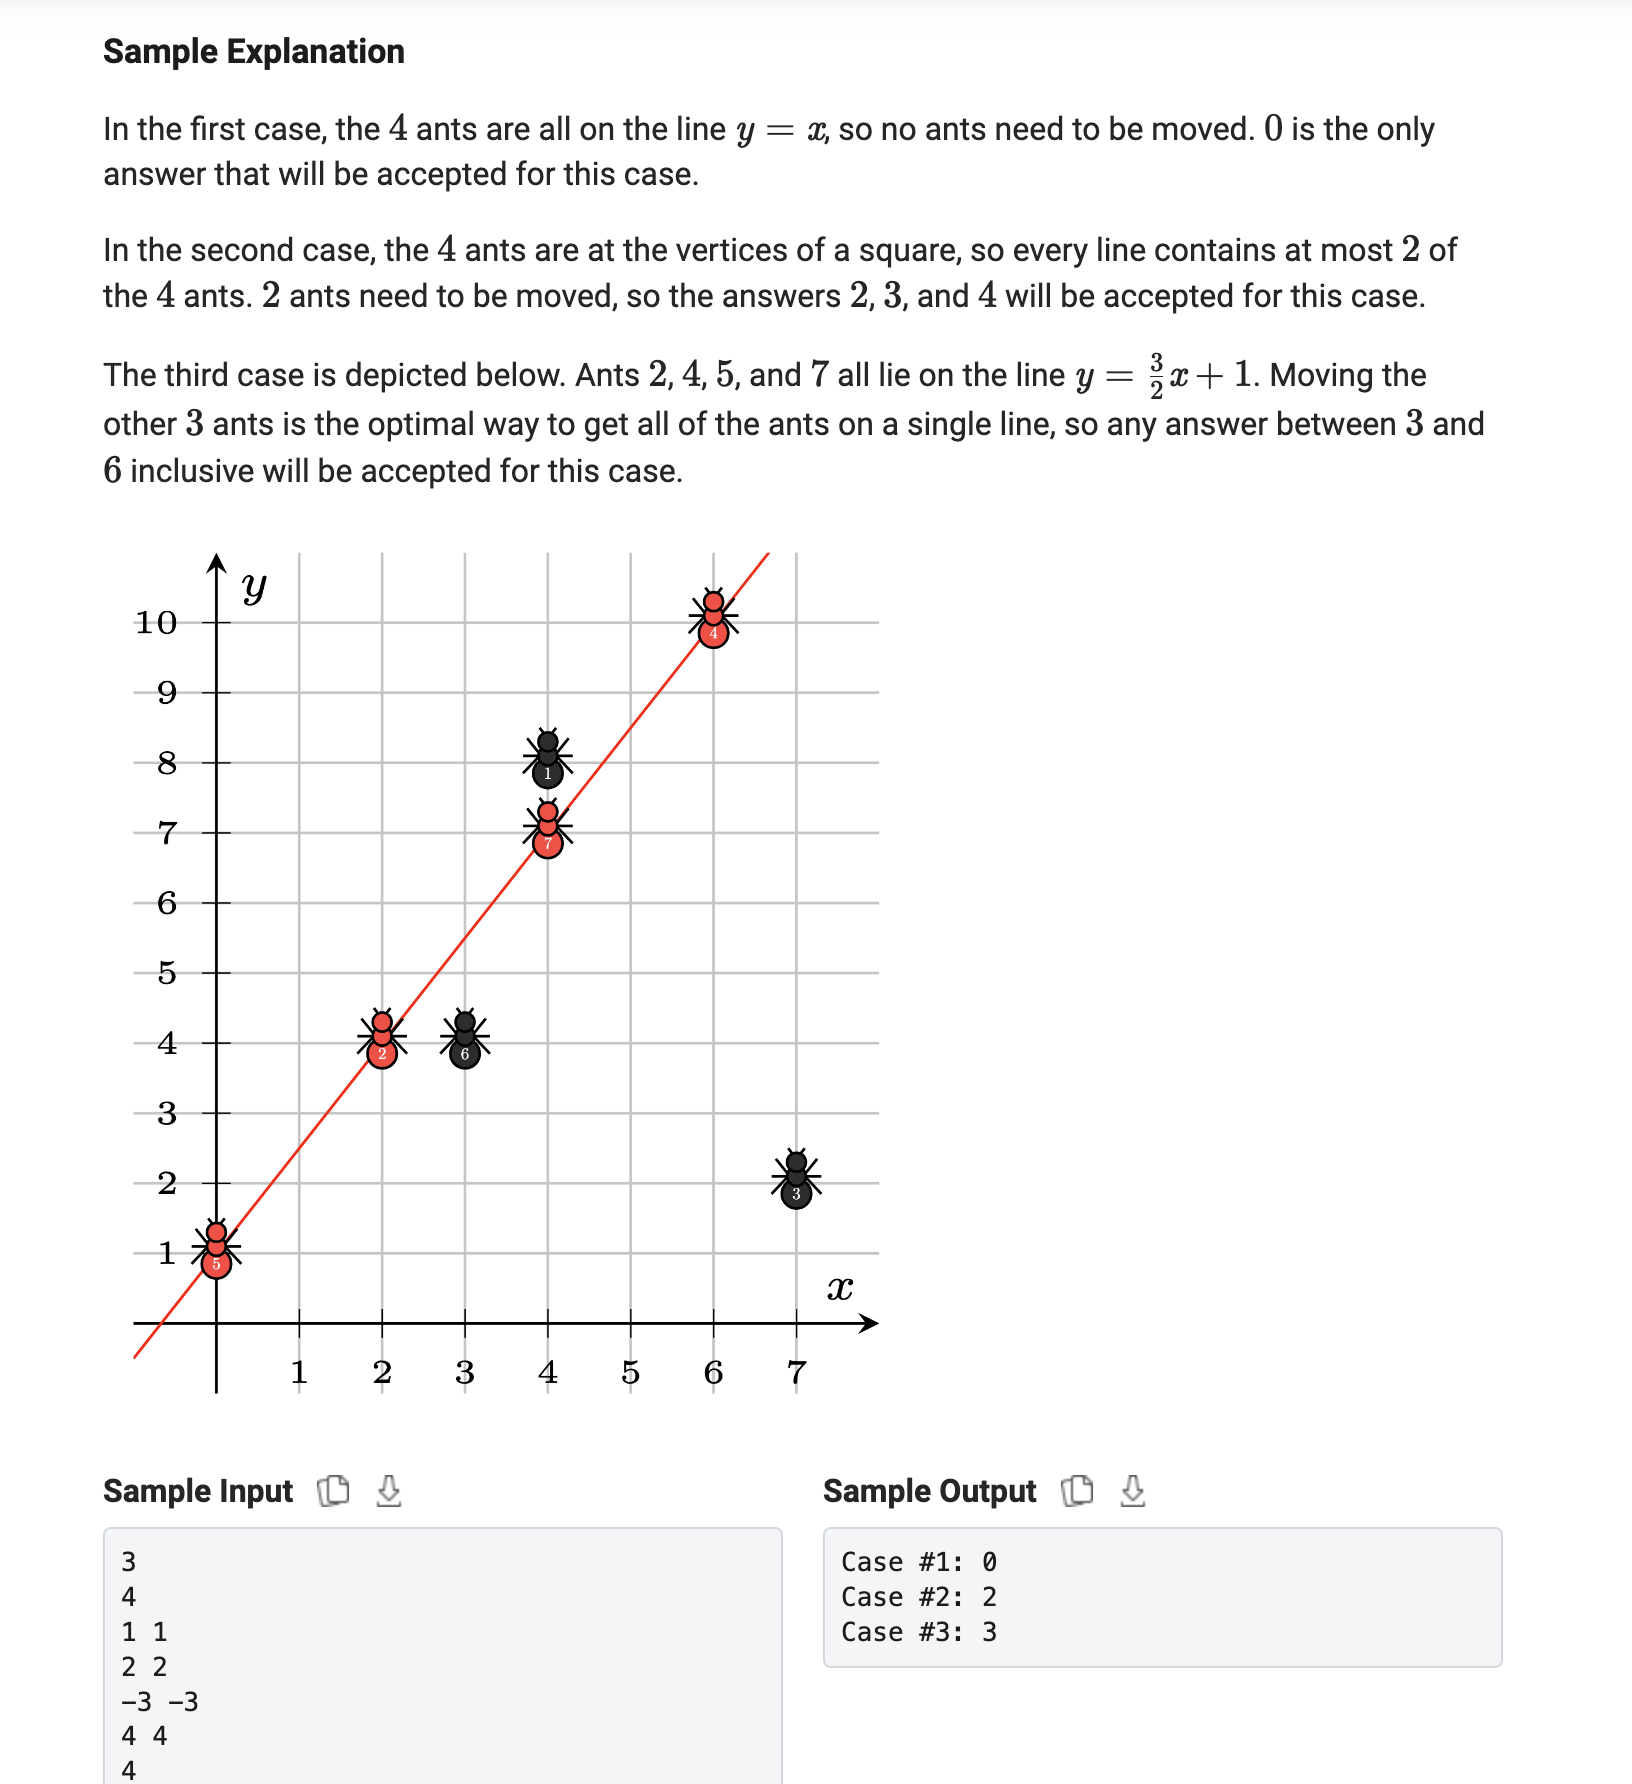 Sample Explanation
In the first case, the 4 ants are all on the line y = x, so no ants need to be moved. 0 is the only
answer that will be accepted for this case.
In the second case, the 4 ants are at the vertices of a square, so every line contains at most 2 of
the 4 ants. 2 ants need to be moved, so the answers 2, 3, and 4 will be accepted for this case.
The third case is depicted below. Ants 2, 4, 5, and 7 all lie on the line y = 3/2 x + 1. Moving the
other 3 ants is the optimal way to get all of the ants on a single line, so any answer between 3 and
6 inclusive will be accepted for this case.
y
10
4
9
8
1
7
7
6
5
4
2
6
3
2
3
1
5
x
1 2 3 4 5 6 7
Sample Input
3
4
1 1
2 2
-3 -3
4 4
4
Sample Output
Case #1: 0
Case #2: 2
Case #3: 3